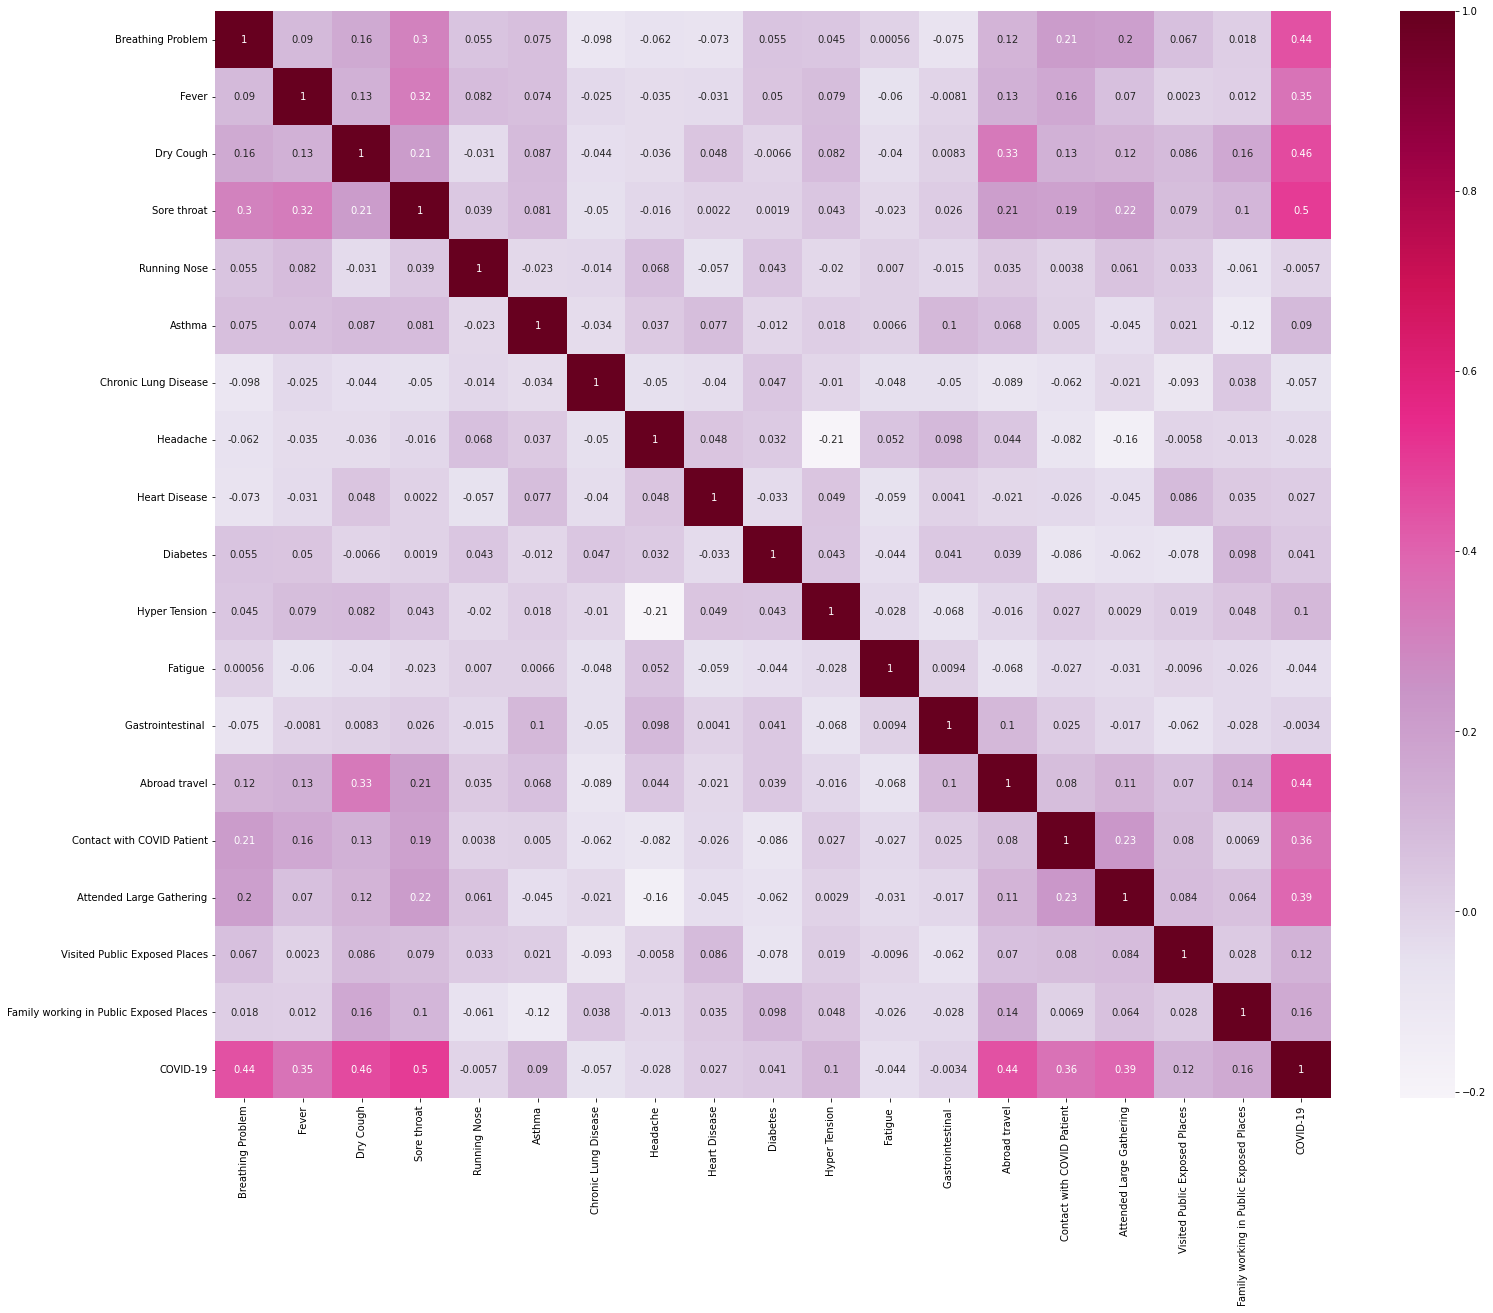 Breathing Problem 1 0.09 0.16 0.3 0.055 0.075 -0.098 -0.062 -0.073 0.055 0.045 0.00056 -0.075 0.12 0.21 0.2 0.067 0.018 0.44
Fever 0.09 1 0.13 0.32 0.082 0.074 -0.025 -0.035 -0.031 0.05 0.079 -0.06 -0.0081 0.13 0.16 0.07 0.0023 0.012 0.35
Dry Cough 0.16 0.13 1 0.21 -0.031 0.087 -0.044 -0.036 0.048 -0.0066 0.082 -0.04 0.0083 0.33 0.13 0.12 0.086 0.16 0.46
Sore throat 0.3 0.32 0.21 1 0.039 0.081 -0.05 -0.016 0.0022 0.0019 0.043 -0.023 0.026 0.21 0.19 0.22 0.079 0.1 0.5
Running Nose 0.055 0.082 -0.031 0.039 1 -0.023 -0.014 0.068 -0.057 0.043 -0.02 0.007 -0.015 0.035 0.0038 0.061 0.033 -0.061 -0.0057
Asthma 0.075 0.074 0.087 0.081 -0.023 1 -0.034 0.037 0.077 -0.012 0.018 0.0066 0.1 0.068 0.005 -0.045 0.021 -0.12 0.09
Chronic Lung Disease -0.098 -0.025 -0.044 -0.05 -0.014 -0.034 1 -0.05 -0.04 0.047 -0.01 -0.048 -0.05 -0.089 -0.062 -0.021 -0.093 0.038 -0.057
Headache -0.062 -0.035 -0.036 -0.016 0.068 0.037 -0.05 1 0.048 0.032 -0.21 0.052 0.098 0.044 -0.082 -0.16 -0.0058 -0.013 -0.028
Heart Disease -0.073 -0.031 0.048 0.0022 -0.057 0.077 -0.04 0.048 1 -0.033 0.049 -0.059 0.0041 -0.021 -0.026 -0.045 0.086 0.035 0.027
Diabetes 0.055 0.05 -0.0066 0.0019 0.043 -0.012 0.047 0.032 -0.033 1 0.043 -0.044 0.041 0.039 -0.086 -0.062 -0.078 0.098 0.041
Hyper Tension 0.045 0.079 0.082 0.043 -0.02 0.018 -0.01 -0.21 0.049 0.043 1 -0.028 -0.068 -0.016 0.027 0.0029 0.019 0.048 0.1
Fatigue 0.00056 -0.06 -0.04 -0.023 0.007 0.0066 -0.048 0.052 -0.059 -0.044 -0.028 1 0.0094 -0.068 -0.027 -0.031 -0.0096 -0.026 -0.044
Gastrointestinal -0.075 -0.0081 0.0083 0.026 -0.015 0.1 -0.05 0.098 0.0041 0.041 -0.068 0.0094 1 0.1 0.025 -0.017 -0.062 -0.028 -0.0034
Abroad travel 0.12 0.13 0.33 0.21 0.035 0.068 -0.089 0.044 -0.021 0.039 -0.016 -0.068 0.1 1 0.08 0.11 0.07 0.14 0.44
Contact with COVID Patient 0.21 0.16 0.13 0.19 0.0038 0.005 -0.062 -0.082 -0.026 -0.086 0.027 -0.027 0.025 0.08 1 0.23 0.08 0.0069 0.36
Attended Large Gathering 0.2 0.07 0.12 0.22 0.061 -0.045 -0.021 -0.16 -0.045 -0.062 0.0029 -0.031 -0.017 0.11 0.23 1 0.084 0.064 0.39
Visited Public Exposed Places 0.067 0.0023 0.086 0.079 0.033 0.021 -0.093 -0.0058 0.086 -0.078 0.019 -0.0096 -0.062 0.07 0.08 0.084 1 0.028 0.12
Family working in Public Exposed Places 0.018 0.012 0.16 0.1 -0.061 -0.12 0.038 -0.013 0.035 0.098 0.048 -0.026 -0.028 0.14 0.0069 0.064 0.028 1 0.16
COVID-19 0.44 0.35 0.46 0.5 -0.0057 0.09 -0.057 -0.028 0.027 0.041 0.1 -0.044 -0.0034 0.44 0.36 0.39 0.12 0.16 1
Breathing Problem
Fever
Dry Cough
Sore throat
Running Nose
Asthma
Chronic Lung Disease
Headache
Heart Disease
Diabetes
Hyper Tension
Fatigue
Gastrointestinal
Abroad travel
Contact with COVID Patient
Attended Large Gathering
Visited Public Exposed Places
Family working in Public Exposed Places
COVID-19
1.0
0.8
0.6
0.4
0.2
0.0
−0.2